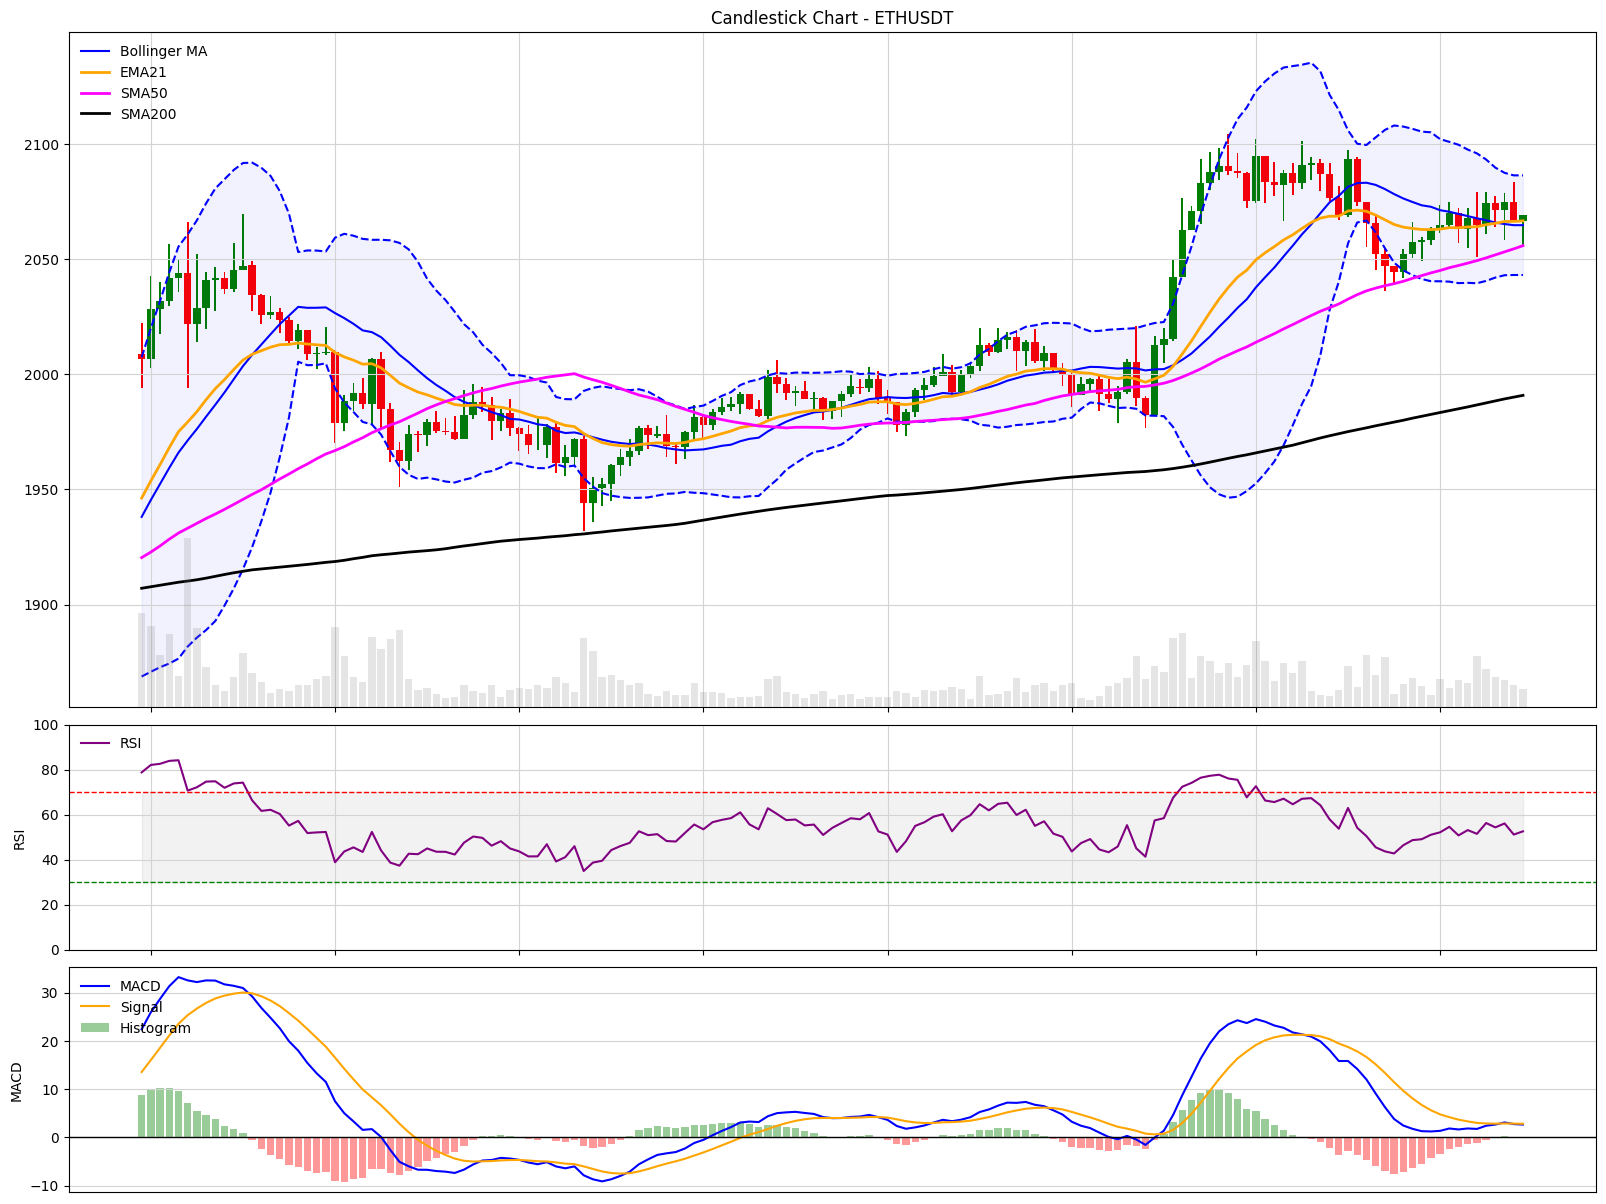 Candlestick Chart - ETHUSDT
Bollinger MA
EMA21
SMA50
SMA200
2100
2050
2000
1950
1900
100
80
60
40
20
0
RSI
RSI
30
20
10
0
−10
MACD
MACD
Signal
Histogram